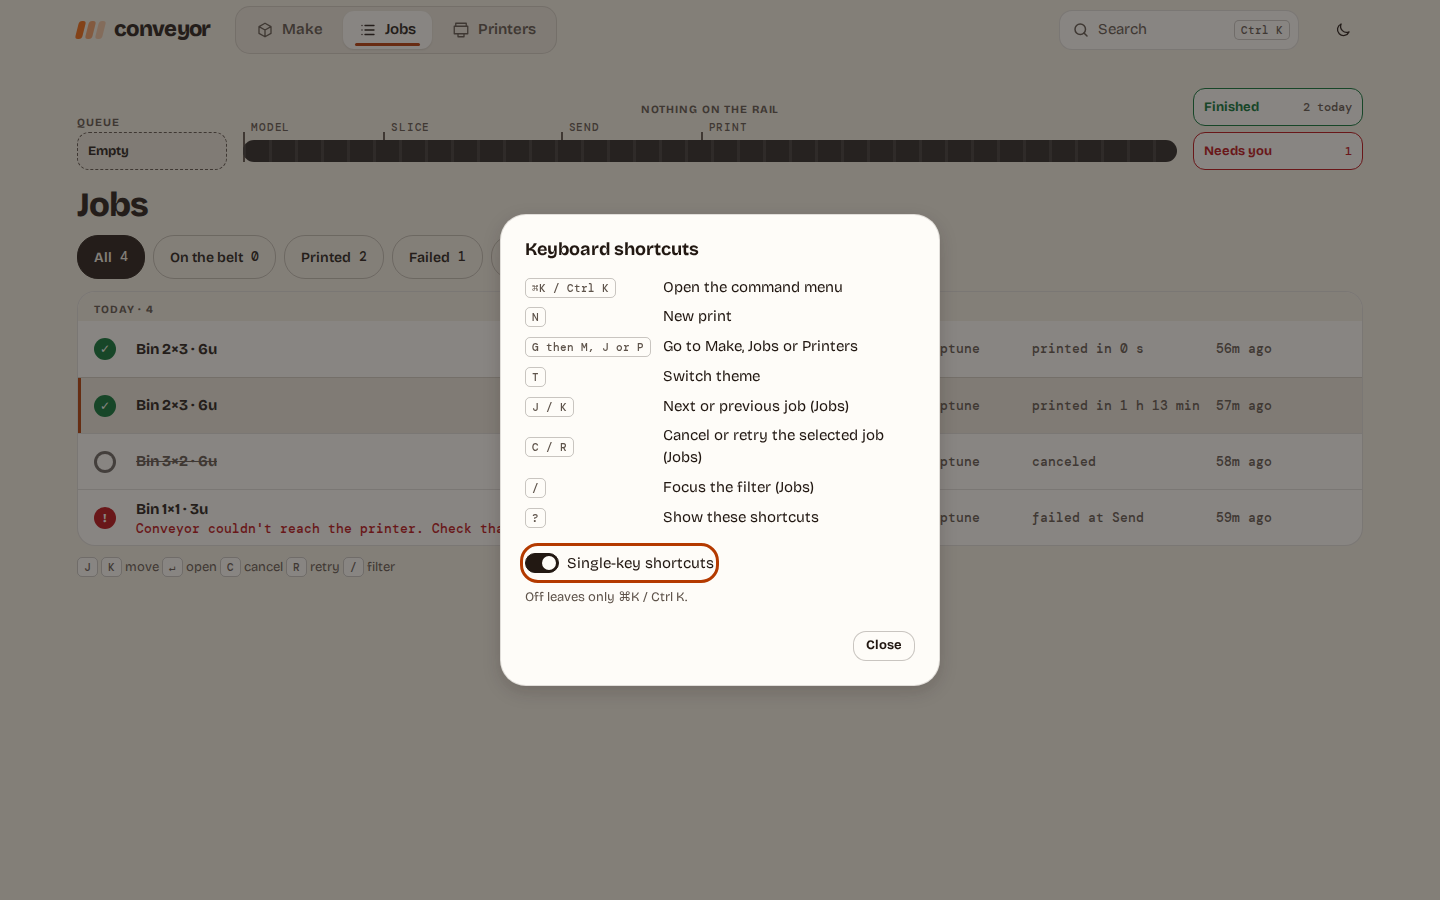 conveyor
Make
Jobs
Printers
Search
Ctrl K
QUEUE
Empty
NOTHING ON THE RAIL
MODEL
SLICE
SEND
PRINT
Finished 2 today
Needs you 1
Jobs
All 4
On the belt 0
Printed 2
Failed 1
TODAY · 4
Bin 2×3 · 6u
printed in 0 s
56m ago
Bin 2×3 · 6u
printed in 1 h 13 min
57m ago
Bin 3×2 · 6u
canceled
58m ago
Bin 1×1 · 3u
Conveyor couldn't reach the printer. Check
failed at Send
59m ago
J K move ↵ open C cancel R retry / filter
Keyboard shortcuts
⌘K / Ctrl K Open the command menu
N New print
G then M, J or P Go to Make, Jobs or Printers
T Switch theme
J / K Next or previous job (Jobs)
C / R Cancel or retry the selected job
(Jobs)
/ Focus the filter (Jobs)
? Show these shortcuts
Single-key shortcuts
Off leaves only ⌘K / Ctrl K.
Close